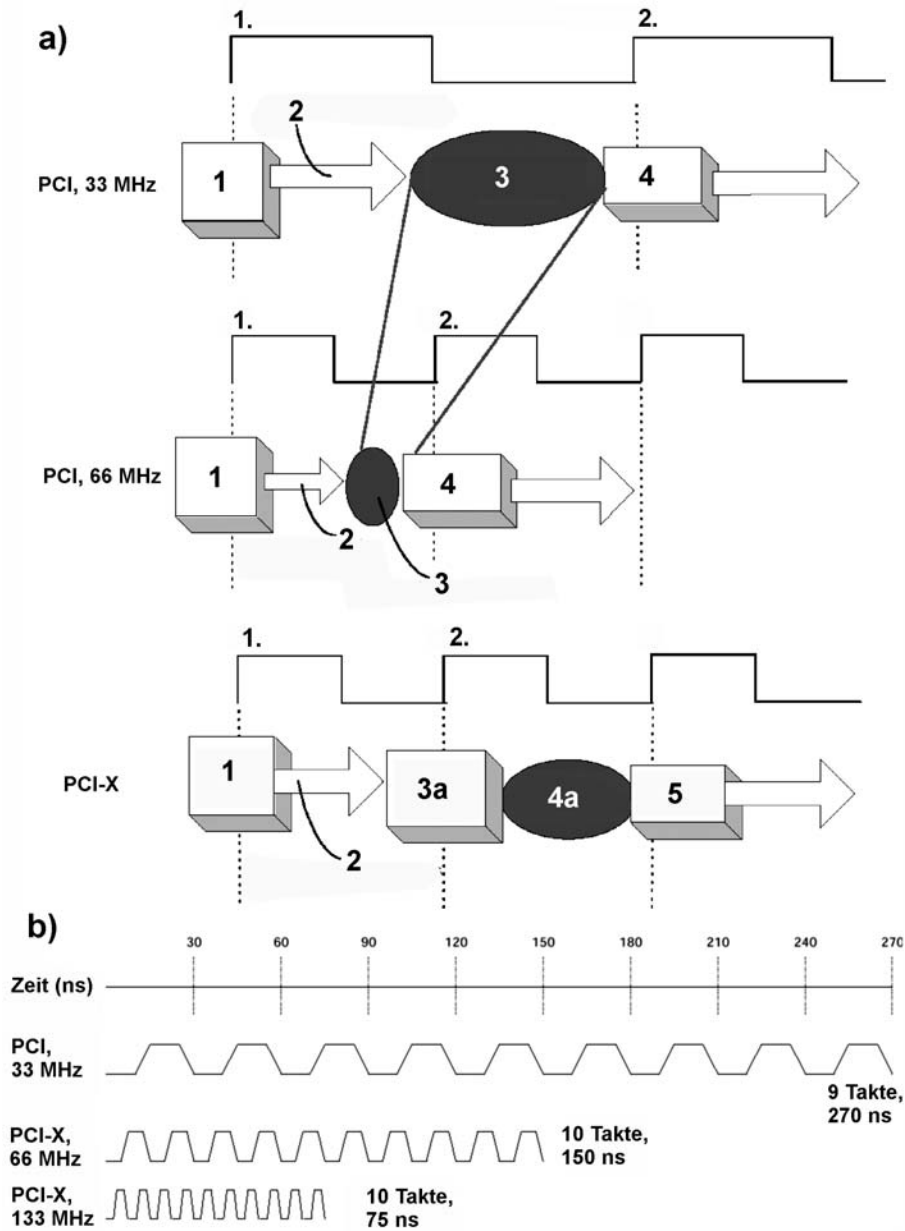 a)
1. 2.
2
PCI, 33 MHz 1 3 4
1. 2.
PCI, 66 MHz 1 4
2
3
1. 2.
PCI-X 1 3a 4a 5
2
b)
30 60 90 120 150 180 210 240 270
Zeit (ns)
PCI,
33 MHz
9 Takte,
270 ns
PCI-X,
66 MHz
10 Takte,
150 ns
PCI-X,
133 MHz
10 Takte,
75 ns